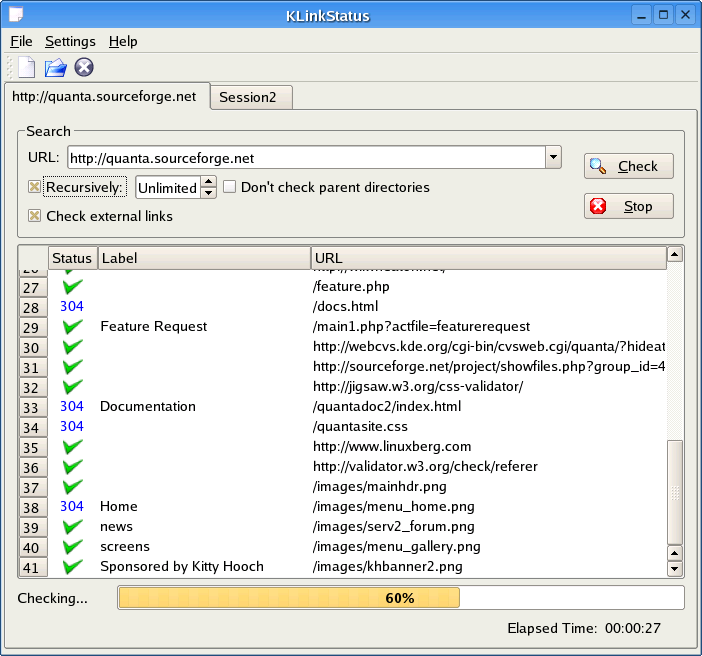 KLinkStatus
File Settings Help
http://quanta.sourceforge.net Session2
Search
URL: http://quanta.sourceforge.net
Check
Recursively: Unlimited Don't check parent directories
Stop
Check external links
Status Label URL
27 /feature.php
28 304 /docs.html
29 Feature Request /main1.php?actfile=featurerequest
30 http://webcvs.kde.org/cgi-bin/cvsweb.cgi/quanta/?hideat
31 http://sourceforge.net/project/showfiles.php?group_id=4
32 http://jigsaw.w3.org/css-validator/
33 304 Documentation /quantadoc2/index.html
34 304 /quantasite.css
35 http://www.linuxberg.com
36 http://validator.w3.org/check/referer
37 /images/mainhdr.png
38 304 Home /images/menu_home.png
39 news /images/serv2_forum.png
40 screens /images/menu_gallery.png
41 Sponsored by Kitty Hooch /images/khbanner2.png
Checking... 60%
Elapsed Time: 00:00:27